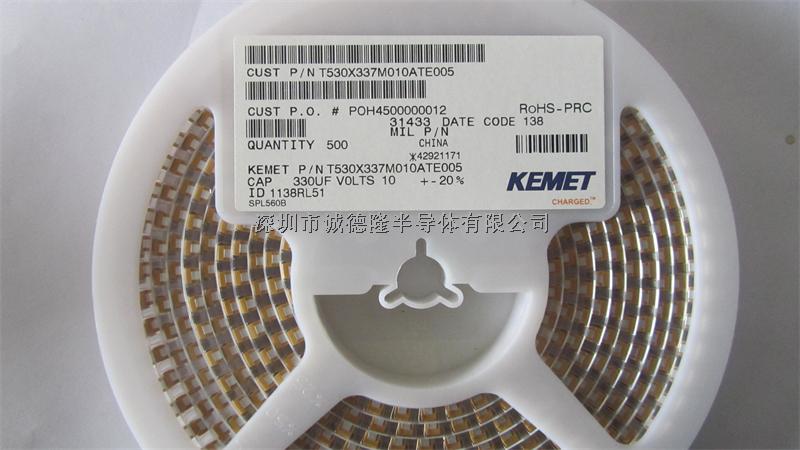 CUST P/N T530X337M010ATE005
CUST P.O. # POH4500000012 RoHS-PRC
31433 DATE CODE 138
MIL P/N
QUANTITY 500 CHINA
42921171
KEMET P/N T530X337M010ATE005
CAP 330UF VOLTS 10 +-20%
ID 1138RL51
SPL560B
KEMET
CHARGED.™
深圳市诚德隆半导体有限公司